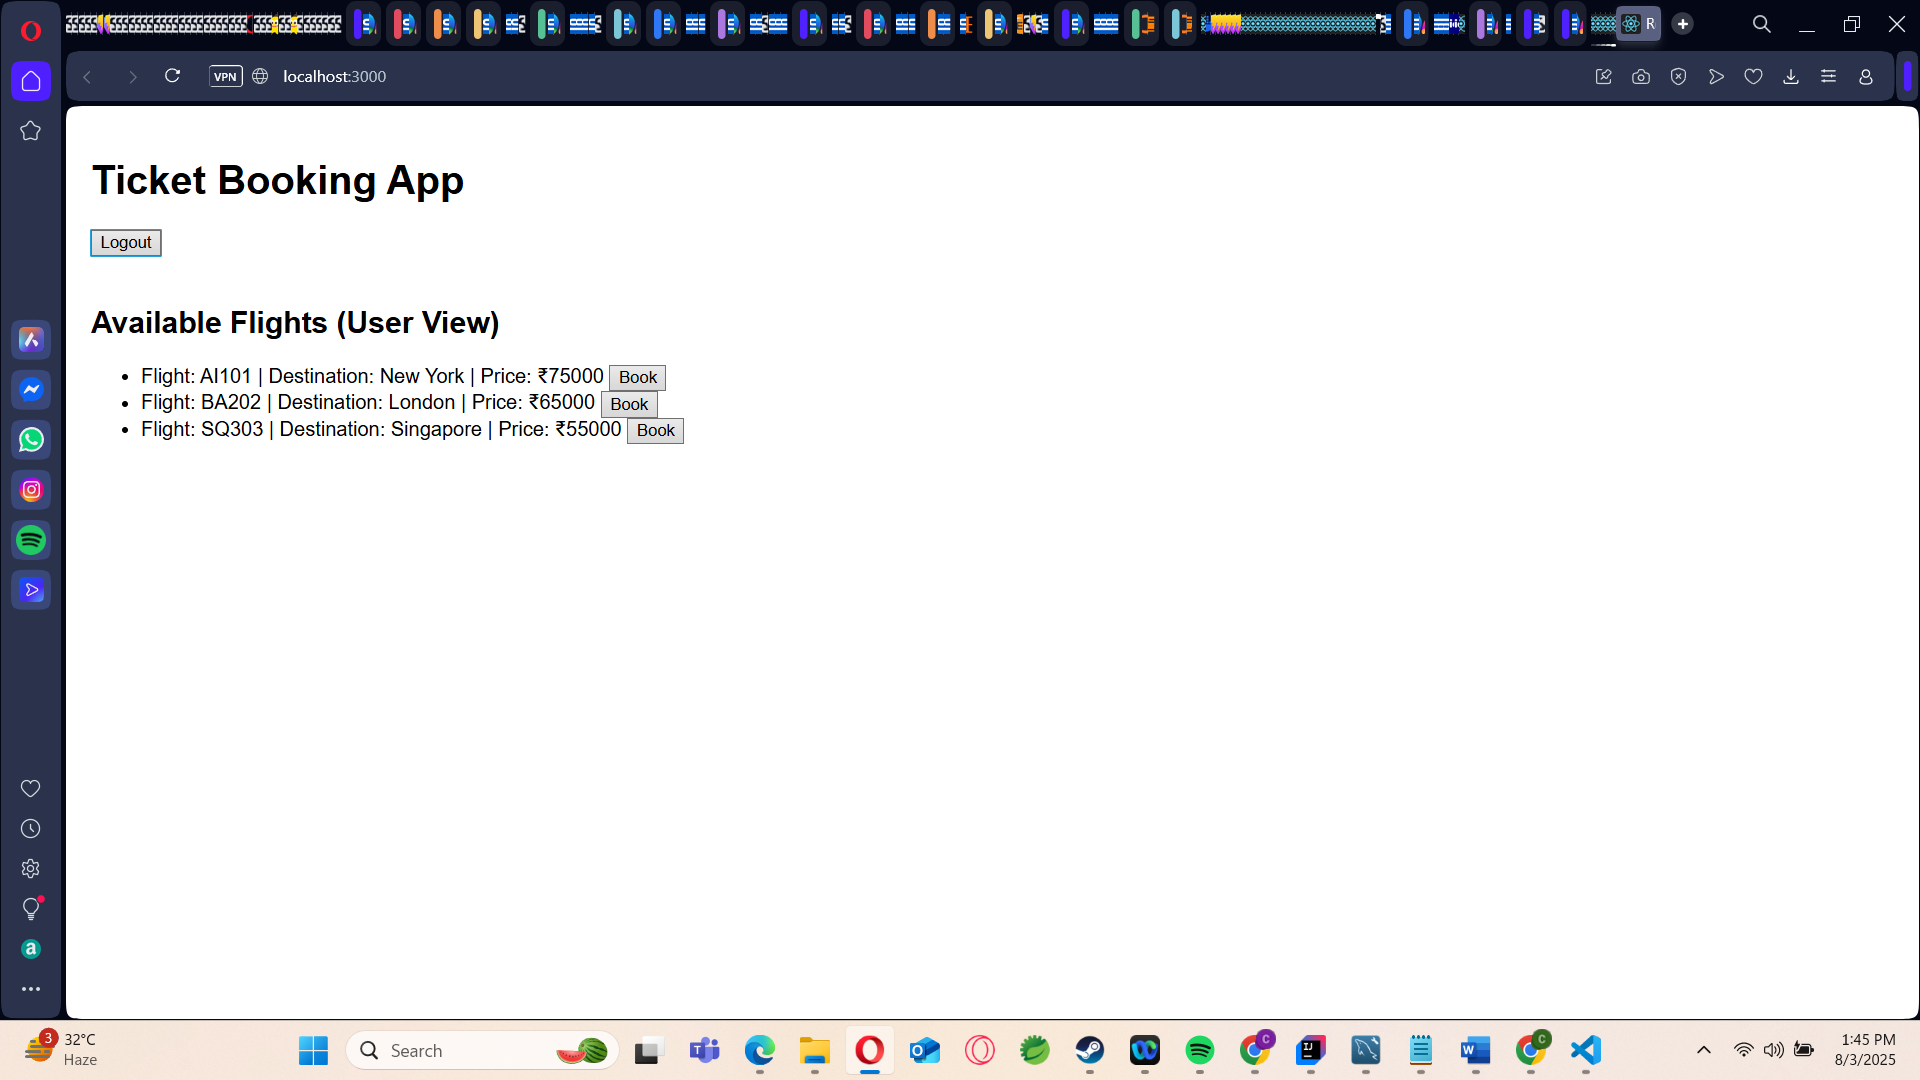 R
VPN
localhost:3000
Ticket Booking App
Logout
Available Flights (User View)
• Flight: AI101 | Destination: New York | Price: ₹75000 Book
• Flight: BA202 | Destination: London | Price: ₹65000 Book
• Flight: SQ303 | Destination: Singapore | Price: ₹55000 Book
3
32°C
Haze
Search
1:45 PM
8/3/2025